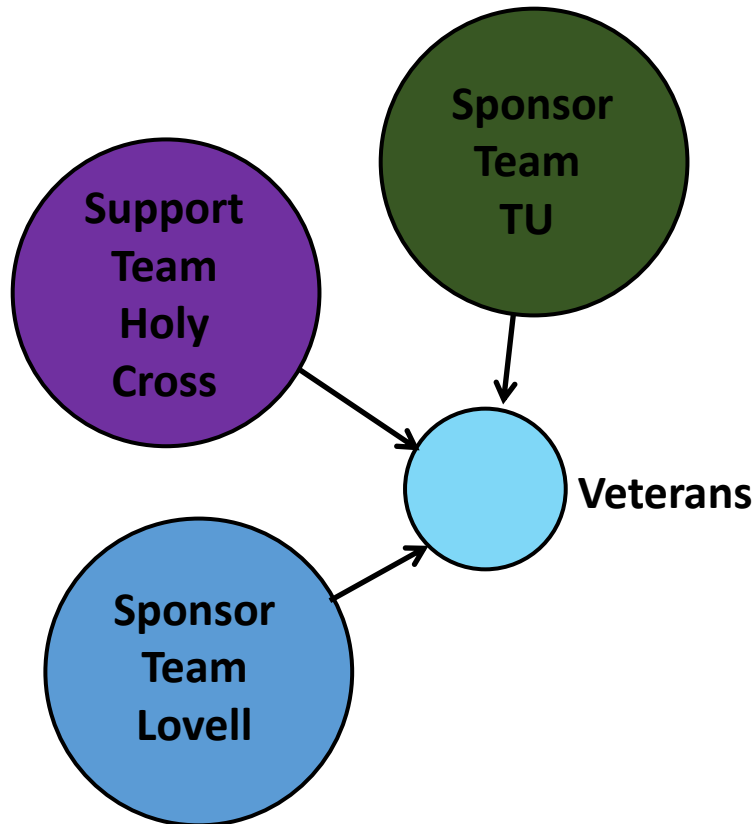 Sponsor
Team
TU
Support
Team
Holy
Cross
Veterans
Sponsor
Team
Lovell